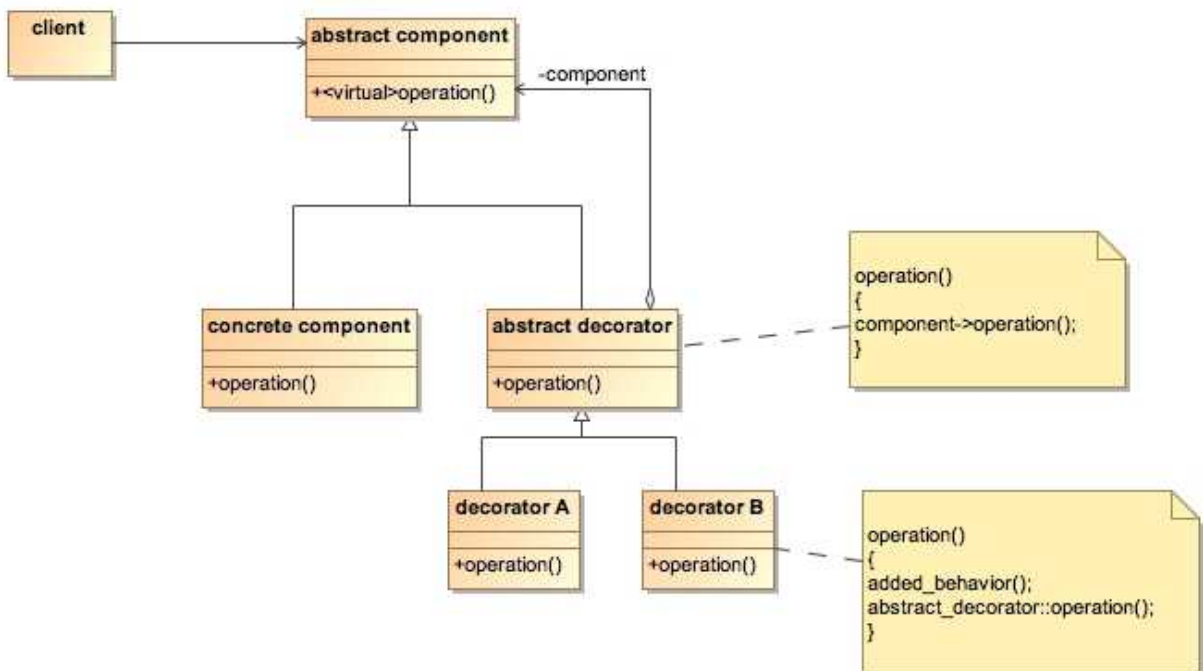 client
abstract component
+<virtual>operation()
-component
concrete component
+operation()
abstract decorator
+operation()
operation()
{
component->operation();
}
decorator A
+operation()
decorator B
+operation()
operation()
{
added_behavior();
abstract_decorator::operation();
}